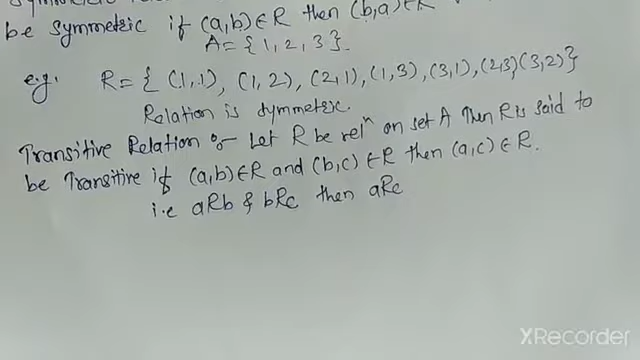 be Symmetric if (a,b)∈R then (b,a)∈R
A = {1, 2, 3}.
e.g. R = { (1,1), (1,2), (2,1), (1,3), (3,1), (2,3) (3,2)}
Relation is symmetric.
Transitive Relation :- Let R be relⁿ on set A Then R is said to
be Transitive if (a,b)∈R and (b,c)∈R then (a,c)∈R.
i.e aRb & bRc then aRc
XRecorder